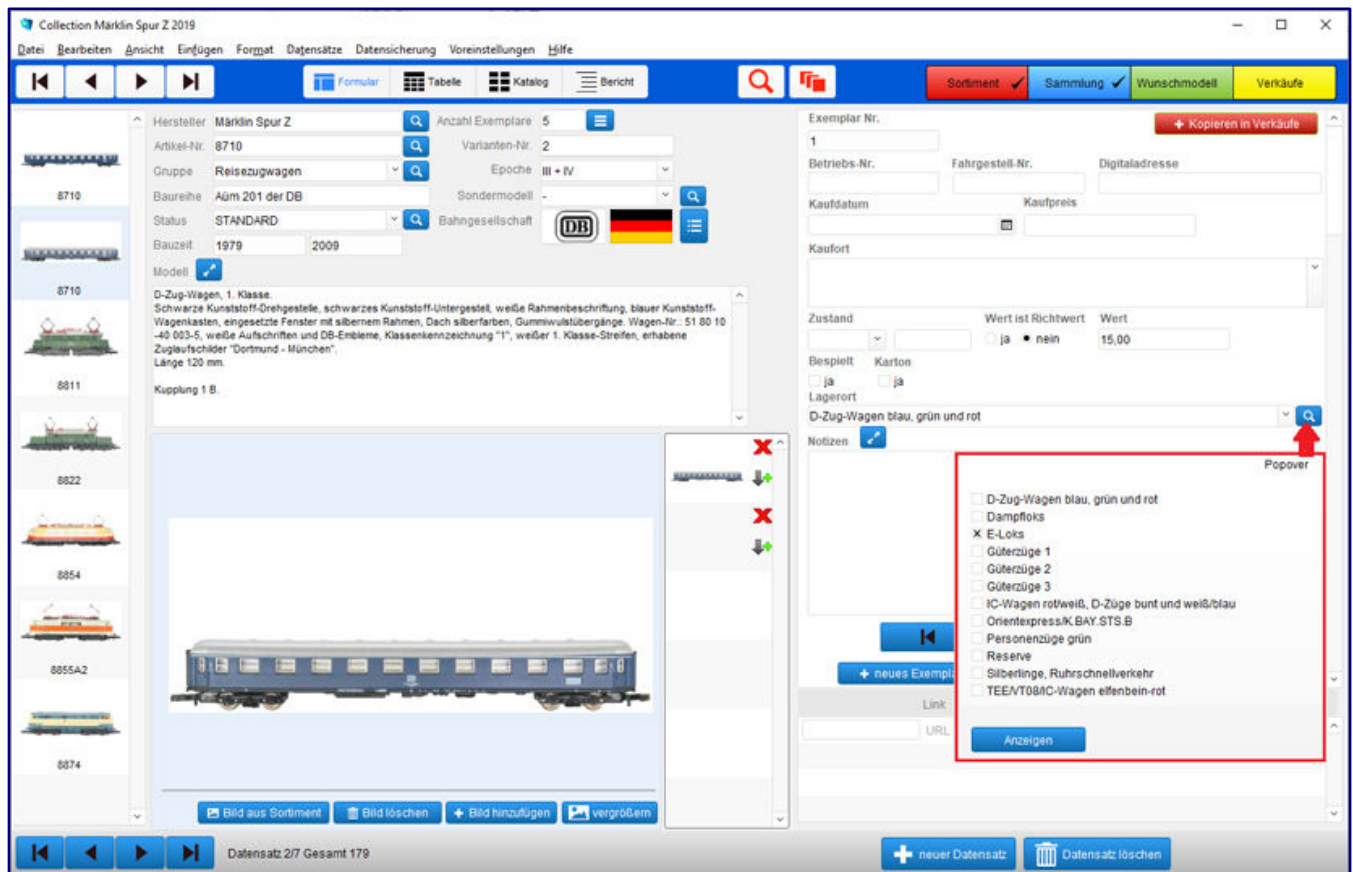 Collection Märklin Spur Z 2019
Datei Bearbeiten Ansicht Einfügen Format Datensätze Datensicherung Voreinstellungen Hilfe
Formular Tabelle Katalog Bericht Sortiment Sammlung Wunschmodell Verkäufe
8710
8710
8811
8822
8854
8855A2
8874
Hersteller Märklin Spur Z Anzahl Exemplare 5
Artikel-Nr. 8710 Varianten-Nr. 2
Gruppe Reisezugwagen Epoche III + IV
Baureihe Aüm 201 der DB Sondermodell -
Status STANDARD Bahngesellschaft DB
Bauzeit 1979 2009
Modell
D-Zug-Wagen, 1. Klasse.
Schwarze Kunststoff-Drehgestelle, schwarzes Kunststoff-Untergestell, weiße Rahmenbeschriftung, blauer Kunststoff-
Wagenkasten, eingesetzte Fenster mit silbernem Rahmen, Dach silberfarben, Gummiwulstübergänge. Wagen-Nr.: 51 80 10
-40 003-5, weiße Aufschriften und DB-Embleme, Klassenkennzeichnung "1", weißer 1. Klasse-Streifen, erhabene
Zuglaufschilder "Dortmund - München".
Länge 120 mm.
Kupplung 1 B.
Bild aus Sortiment Bild löschen Bild hinzufügen vergrößern
Exemplar Nr. + Kopieren in Verkäufe
1
Betriebs-Nr. Fahrgestell-Nr. Digitaladresse
Kaufdatum Kaufpreis
Kaufort
Zustand Wert ist Richtwert Wert
ja nein 15,00
Bespielt Karton
ja ja
Lagerort
D-Zug-Wagen blau, grün und rot
Notizen
Popover
D-Zug-Wagen blau, grün und rot
Dampfloks
X E-Loks
Güterzüge 1
Güterzüge 2
Güterzüge 3
IC-Wagen rot/weiß, D-Züge bunt und weiß/blau
Orientexpress/K.BAY.STS.B
Personenzüge grün
Reserve
Silberlinge, Ruhrschnellverkehr
TEE/VT08/IC-Wagen elfenbein-rot
Anzeigen
+ neues Exempla
Link
URL
Datensatz 2/7 Gesamt 179 neuer Datensatz Datensatz löschen